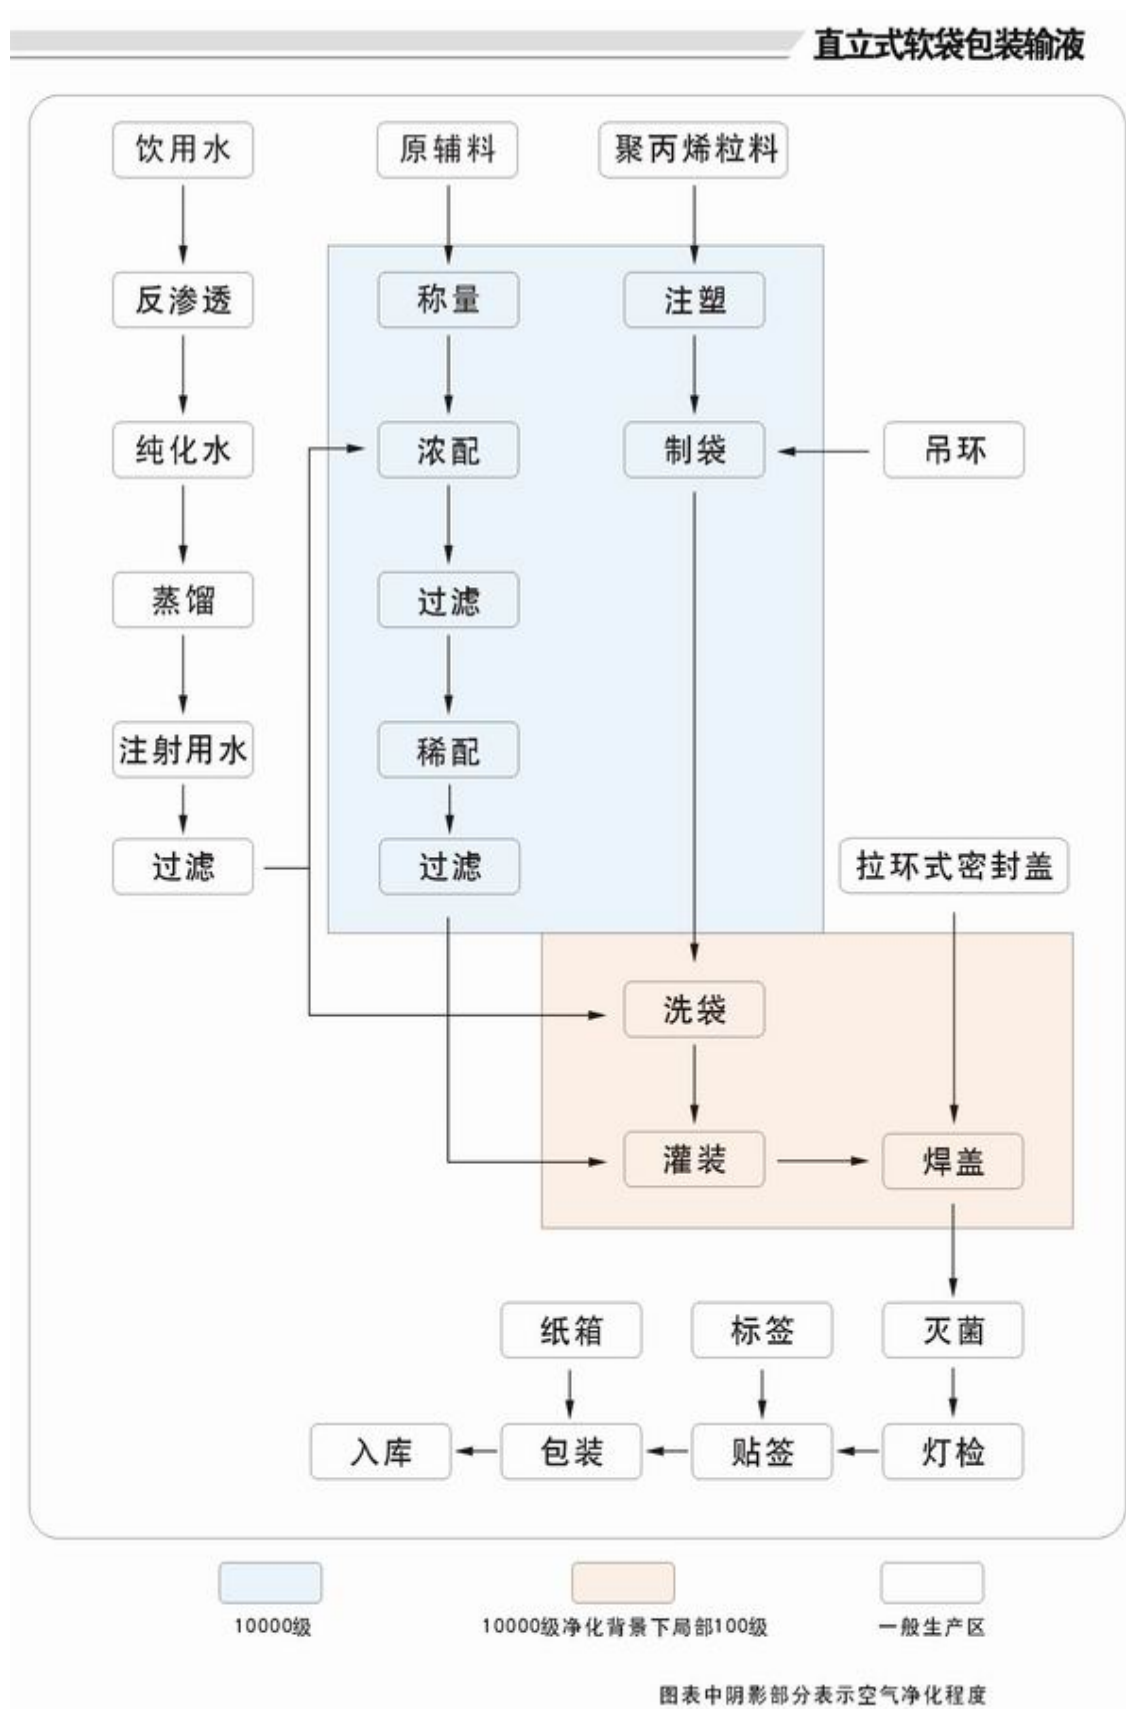 直立式软袋包装输液
饮用水
原辅料
聚丙烯粒料
反渗透
称量
注塑
纯化水
浓配
制袋
吊环
蒸馏
过滤
注射用水
稀配
过滤
过滤
拉环式密封盖
洗袋
灌装
焊盖
纸箱
标签
灭菌
入库
包装
贴签
灯检
10000级
10000级净化背景下局部100级
一般生产区
图表中阴影部分表示空气净化程度